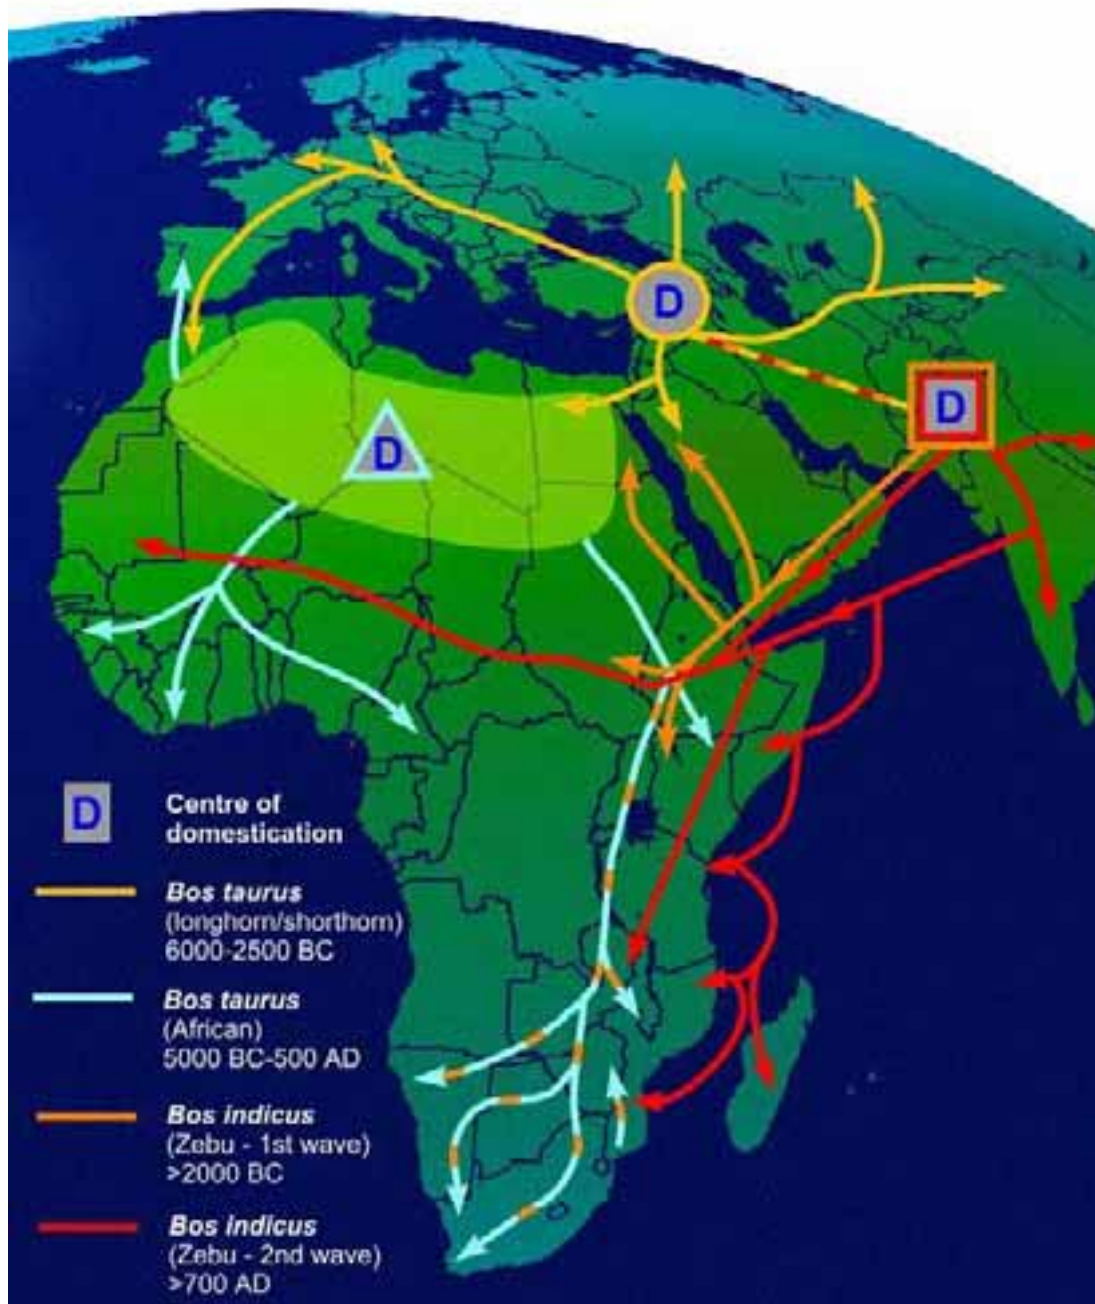 D
D
D
D
Centre of
domestication
Bos taurus
(longhorn/shorthorn)
6000-2500 BC
Bos taurus
(African)
5000 BC-500 AD
Bos indicus
(Zebu - 1st wave)
>2000 BC
Bos indicus
(Zebu - 2nd wave)
>700 AD